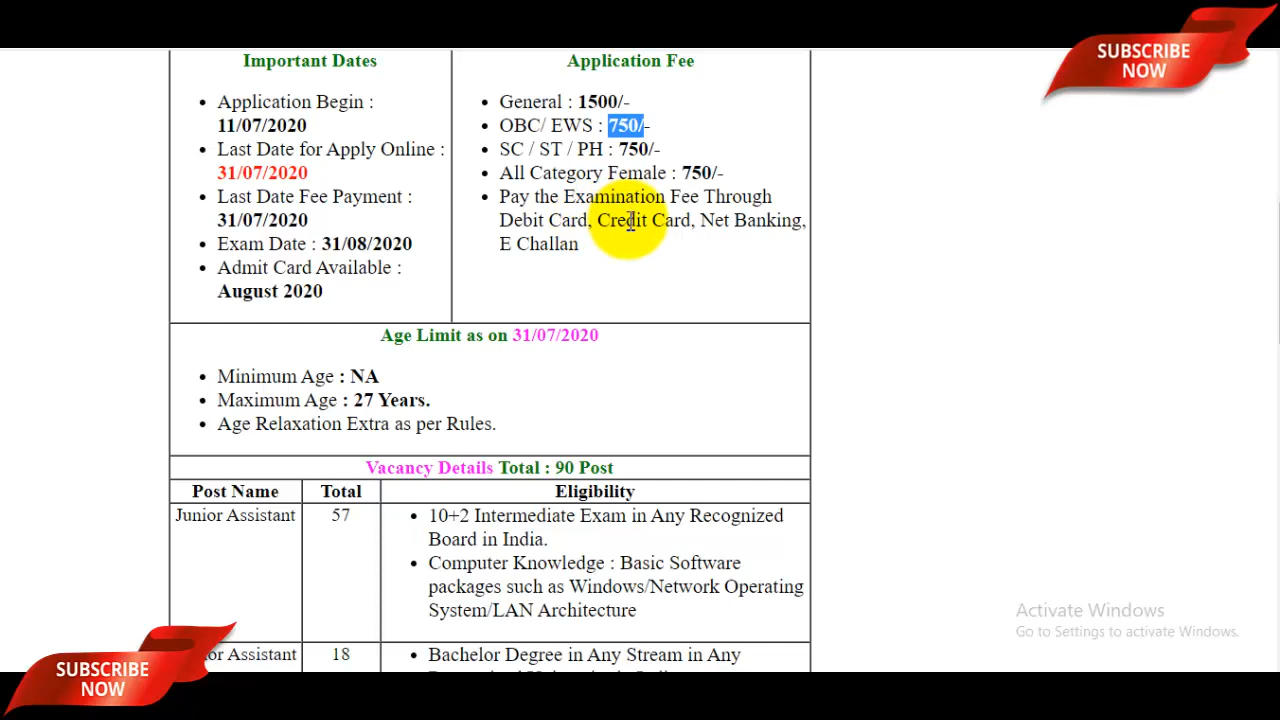 SUBSCRIBE
NOW
Important Dates
Application Begin :
11/07/2020
Last Date for Apply Online :
31/07/2020
Last Date Fee Payment :
31/07/2020
Exam Date : 31/08/2020
Admit Card Available :
August 2020
Application Fee
General : 1500/-
OBC/ EWS : 750/-
SC / ST / PH : 750/-
All Category Female : 750/-
Pay the Examination Fee Through
Debit Card, Credit Card, Net Banking,
E Challan
Age Limit as on 31/07/2020
Minimum Age : NA
Maximum Age : 27 Years.
Age Relaxation Extra as per Rules.
Vacancy Details Total : 90 Post
Post Name Total Eligibility
Junior Assistant 57
10+2 Intermediate Exam in Any Recognized
Board in India.
Computer Knowledge : Basic Software
packages such as Windows/Network Operating
System/LAN Architecture
Assistant 18
Bachelor Degree in Any Stream in Any
Activate Windows
Go to Settings to activate Windows.
SUBSCRIBE
NOW